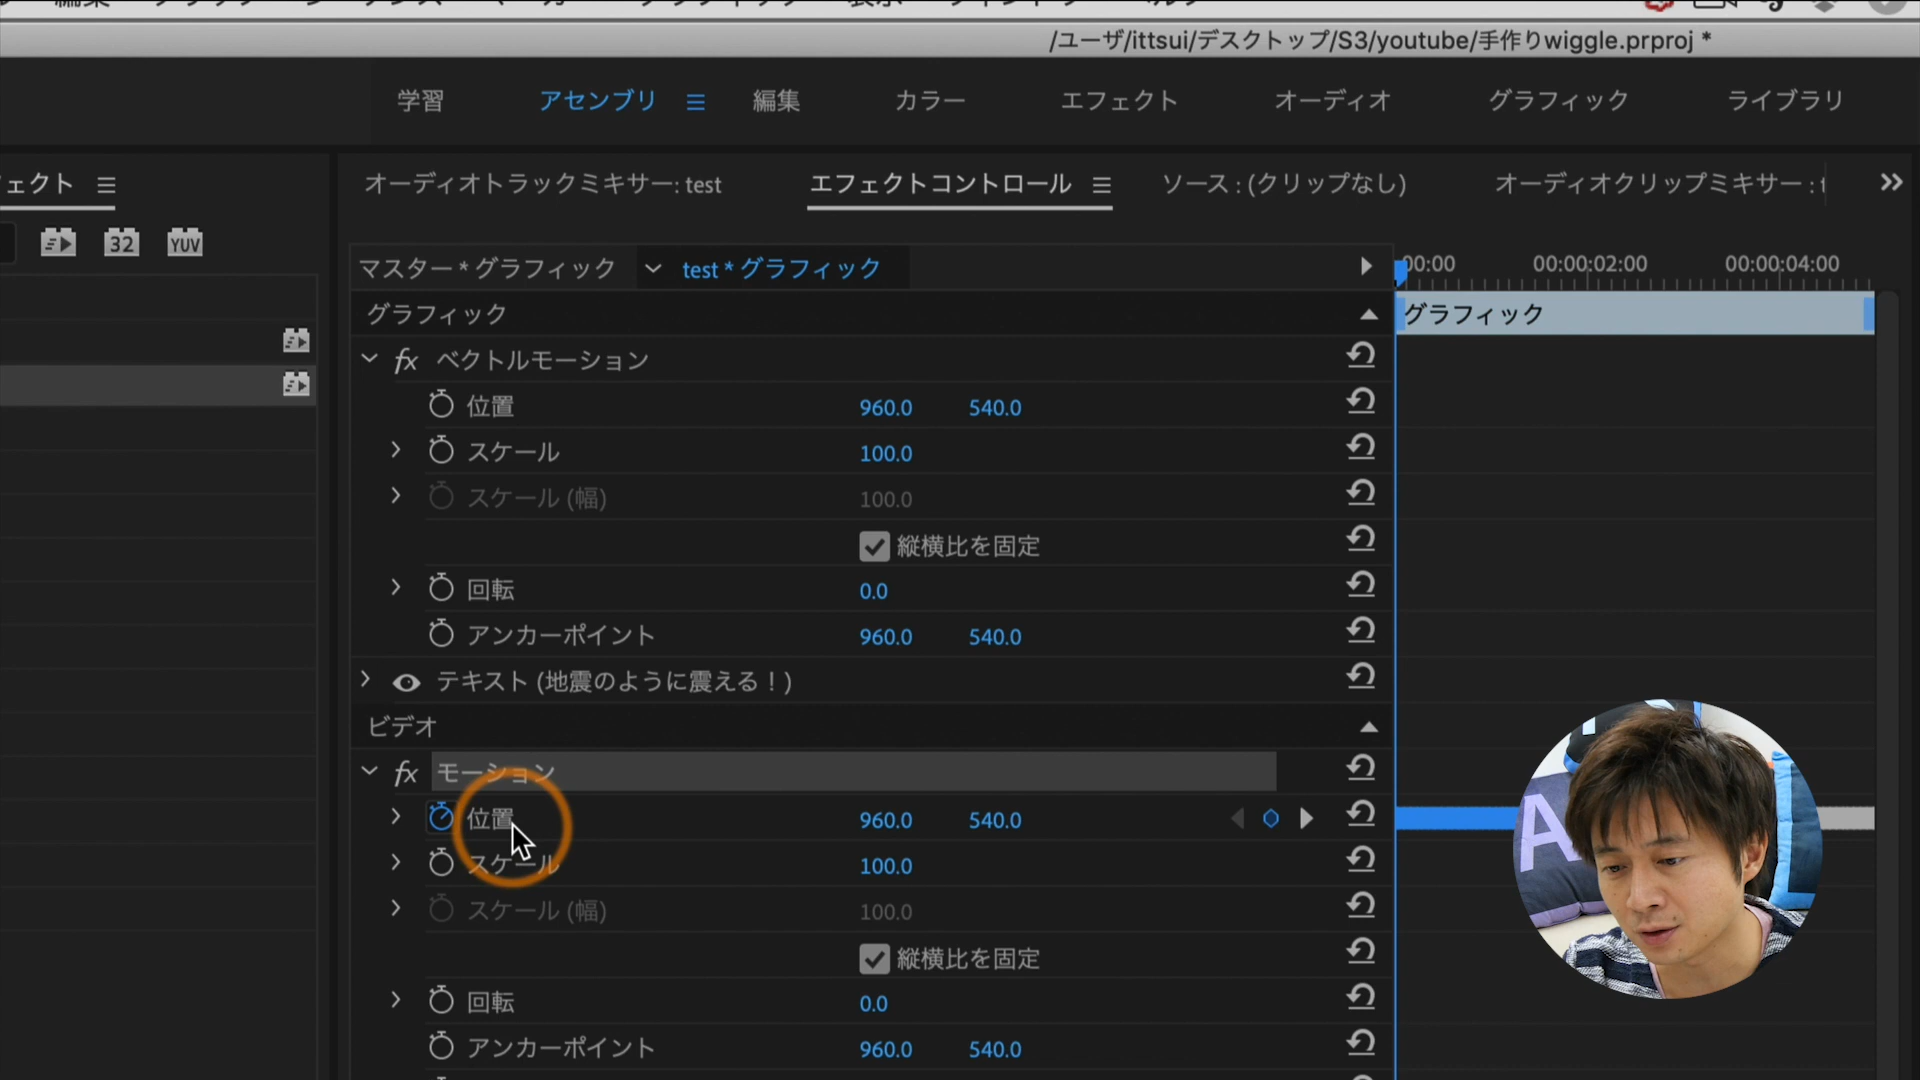 /ユーザ/ittsui/デスクトップ/S3/youtube/手作りwiggle.prproj *
学習 アセンブリ 編集 カラー エフェクト オーディオ グラフィック ライブラリ
ェクト オーディオトラックミキサー: test エフェクトコントロール ソース : (クリップなし) オーディオクリップミキサー :
32 YUV
マスター * グラフィック test * グラフィック 00:00 00:00:02:00 00:00:04:00
グラフィック グラフィック
fx ベクトルモーション
位置 960.0 540.0
スケール 100.0
スケール (幅) 100.0
縦横比を固定
回転 0.0
アンカーポイント 960.0 540.0
テキスト (地震のように震える！)
ビデオ
fx モーション
位置 960.0 540.0
スケール 100.0
スケール (幅) 100.0
縦横比を固定
回転 0.0
アンカーポイント 960.0 540.0